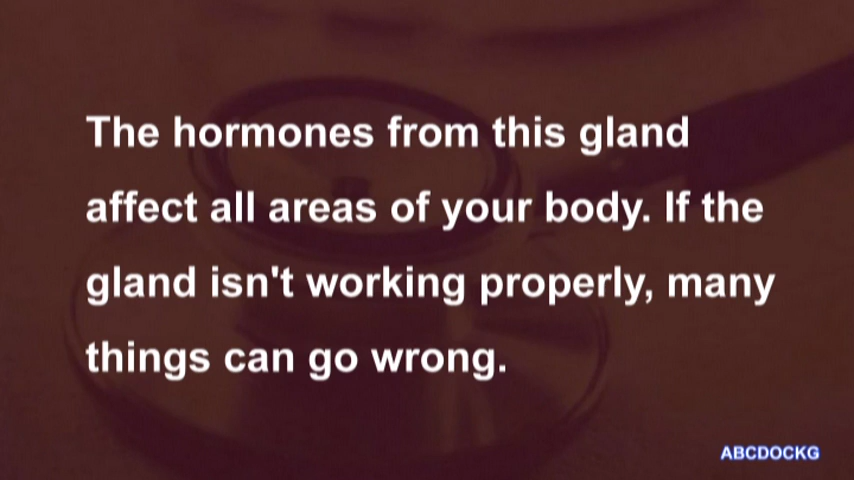 The hormones from this gland
affect all areas of your body. If the
gland isn't working properly, many
things can go wrong.
ABCDOCKG